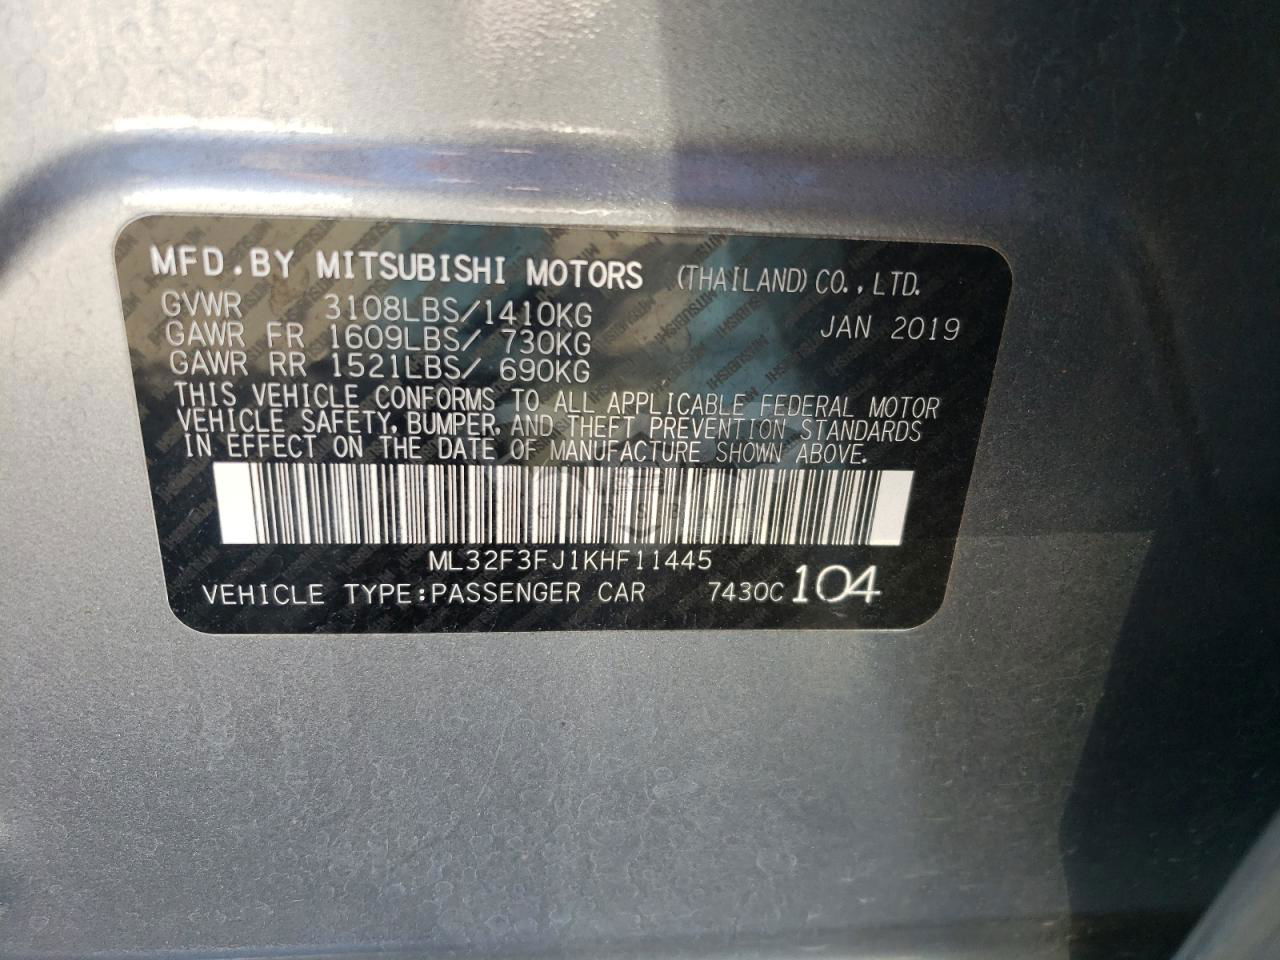 MFD.BY MITSUBISHI MOTORS (THAILAND) CO.,LTD.
GVWR 3108LBS/1410KG JAN 2019
GAWR FR 1609LBS/ 730KG
GAWR RR 1521LBS/ 690KG
THIS VEHICLE CONFORMS TO ALL APPLICABLE FEDERAL MOTOR
VEHICLE SAFETY, BUMPER, AND THEFT PREVENTION STANDARDS
IN EFFECT ON THE DATE OF MANUFACTURE SHOWN ABOVE.
ML32F3FJ1KHF11445
VEHICLE TYPE:PASSENGER CAR 7430C 104